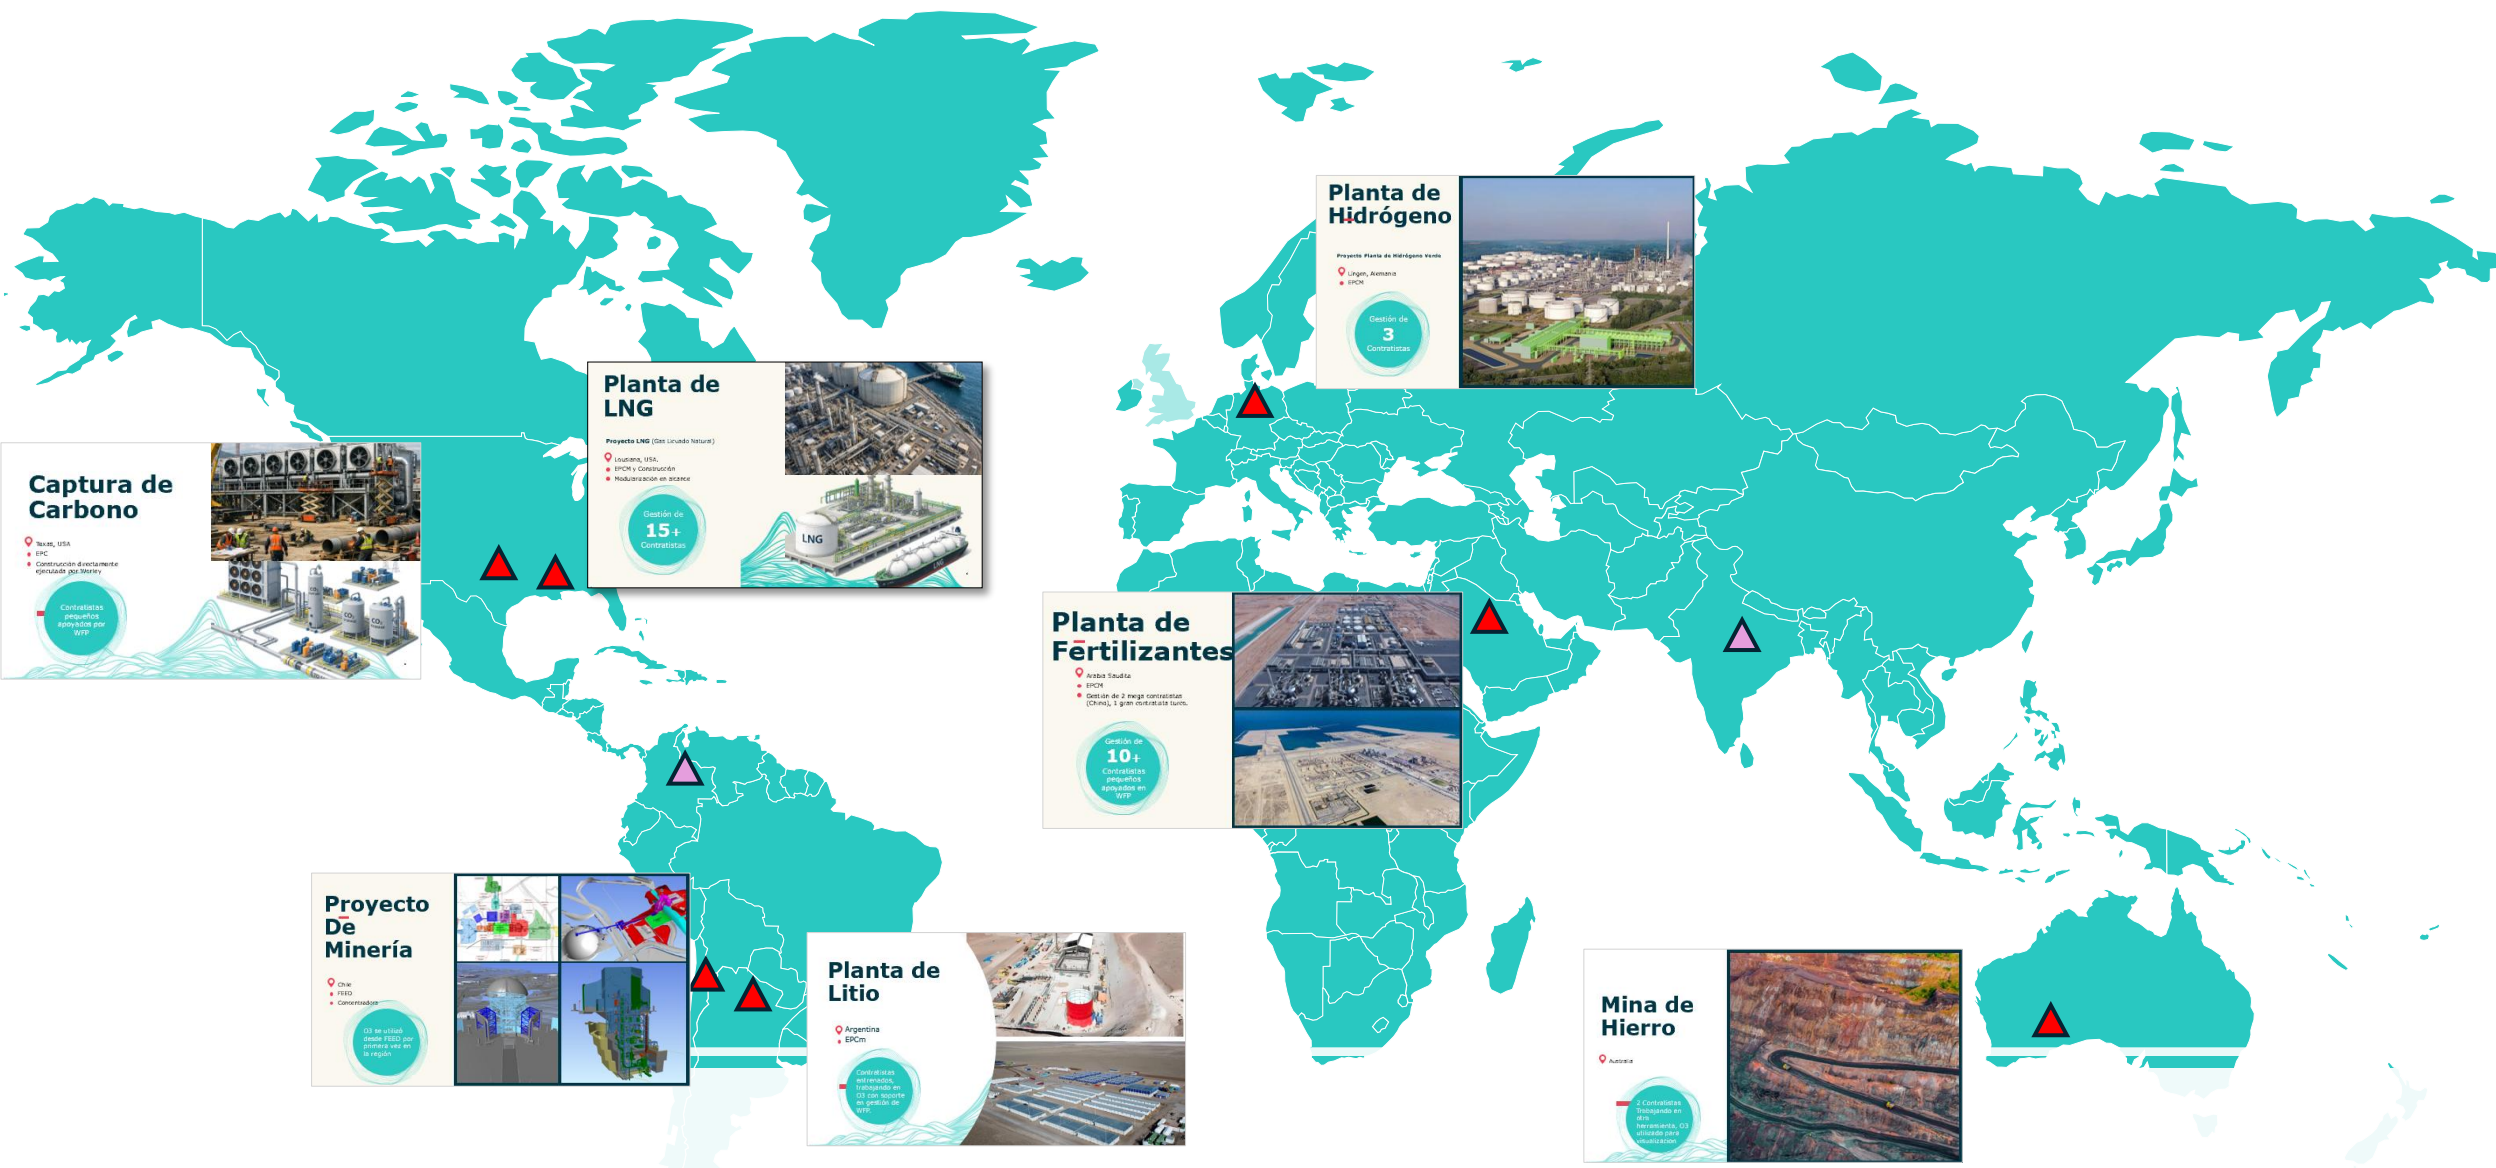 Planta de
Hidrógeno
Proyecto Planta de Hidrógeno Verde
Lingen, Alemania
EPCM
Gestión de
3
Contratistas
Planta de
LNG
Proyecto LNG (Gas Licuado Natural)
Lousiana, USA.
EPCM y Construcción
Modularización en alcance
Gestión de
15+
Contratistas
LNG
LNG
Captura de
Carbono
Texas, USA
EPC
Construcción directamente
ejecutada por Worley
Contratistas
pequeños
apoyados por
WFP
CO₂
CO₂
Planta de
Fertilizantes
Arabia Saudita
EPCM
Gestión de 2 mega contratistas
(China), 1 gran contratista turco.
Gestión de
10+
Contratistas
pequeños
apoyados en
WFP
Proyecto
De
Minería
Chile
FEED
Concentradora
O3 se utilizó
desde FEED por
primera vez en
la región
Planta de
Litio
Argentina
EPCm
Contratistas
entrenados,
trabajando en
O3 con soporte
en gestión de
WFP.
Mina de
Hierro
Australia
2 Contratistas
Trabajando en
otra
herramienta, O3
utilizado para
visualizacion